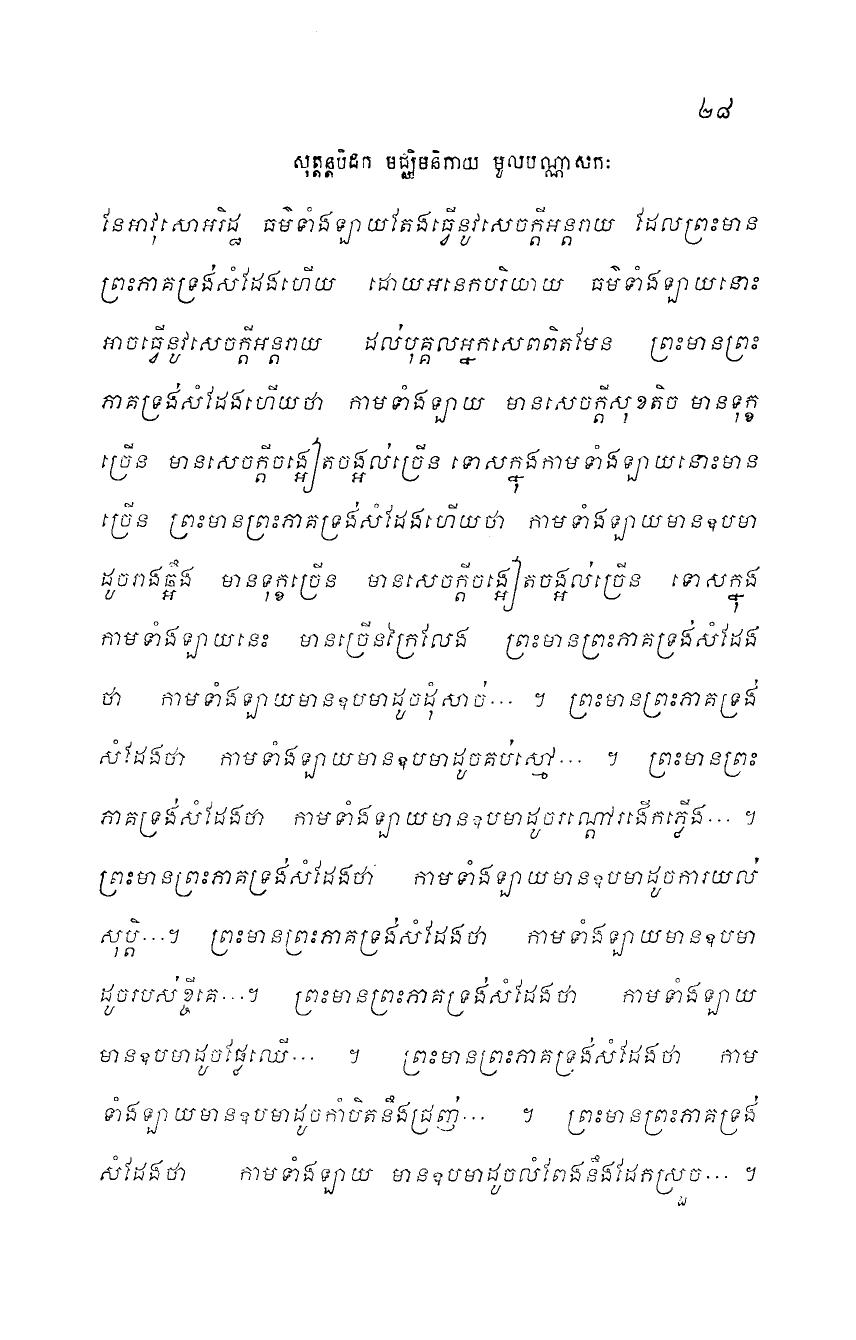 ២៨
សុត្តន្តបិដក មជ្ឈិមនិកាយ មូលបណ្ណាសកៈ
នែអាវុសោអរិដ្ឋ ធម៌ទាំងឡាយតែងធ្វើនូវសេចក្តីអន្តរាយ ដែលព្រះមាន
ព្រះភាគទ្រង់សំដែងហើយ ដោយអនេកបរិយាយ ធម៌ទាំងឡាយនោះ
អាចធ្វើនូវសេចក្តីអន្តរាយ ដល់បុគ្គលអ្នកសេពពិតមែន ព្រះមានព្រះ
ភាគទ្រង់សំដែងហើយថា កាមទាំងឡាយ មានសេចក្តីសុខតិច មានទុក្ខ
ច្រើន មានសេចក្តីចង្អៀតចង្អល់ច្រើន ទោសក្នុងកាមទាំងឡាយនោះមាន
ច្រើន ព្រះមានព្រះភាគទ្រង់សំដែងហើយថា កាមទាំងឡាយមានឧបមា
ដូចរាងឆ្អឹង មានទុក្ខច្រើន មានសេចក្តីចង្អៀតចង្អល់ច្រើន ទោសក្នុង
កាមទាំងឡាយនេះ មានច្រើនក្រៃលែង ព្រះមានព្រះភាគទ្រង់សំដែង
ថា កាមទាំងឡាយមានឧបមាដូចដុំសាច់... ។ ព្រះមានព្រះភាគទ្រង់
សំដែងថា កាមទាំងឡាយមានឧបមាដូចគប់ស្មៅ... ។ ព្រះមានព្រះ
ភាគទ្រង់សំដែងថា កាមទាំងឡាយមានឧបមាដូចរណ្តៅរងើកភ្លើង... ។
ព្រះមានព្រះភាគទ្រង់សំដែងថា កាមទាំងឡាយមានឧបមាដូចការយល់
សុប្តិ...។ ព្រះមានព្រះភាគទ្រង់សំដែងថា កាមទាំងឡាយមានឧបមា
ដូចរបស់ខ្ចីគេ...។ ព្រះមានព្រះភាគទ្រង់សំដែងថា កាមទាំងឡាយ
មានឧបមាដូចផ្លែឈើ... ។ ព្រះមានព្រះភាគទ្រង់សំដែងថា កាម
ទាំងឡាយមានឧបមាដូចកាំបិតនឹងជ្រញ់... ។ ព្រះមានព្រះភាគទ្រង់
សំដែងថា កាមទាំងឡាយ មានឧបមាដូចលំពែងនឹងដែកស្រួច... ។